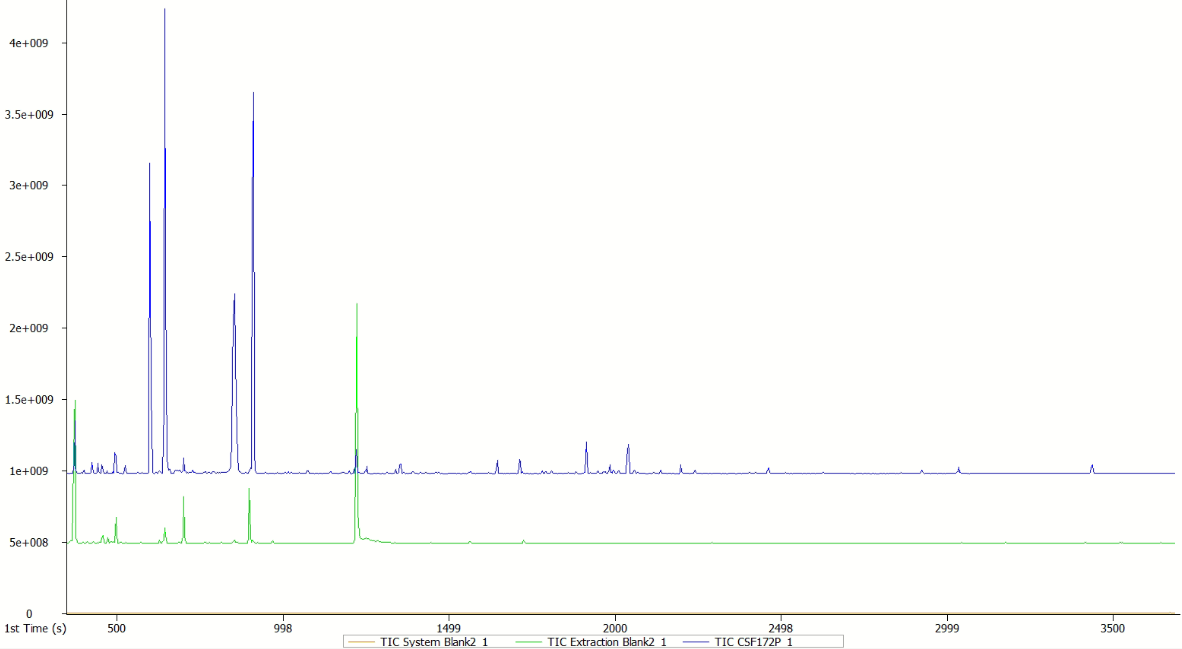 4e+009
3.5e+009
3e+009
2.5e+009
2e+009
1.5e+009
1e+009
5e+008
0
1st Time (s) 500 998 1499 2000 2498 2999 3500
TIC System Blank2_1 TIC Extraction Blank2_1 TIC CSF172P_1